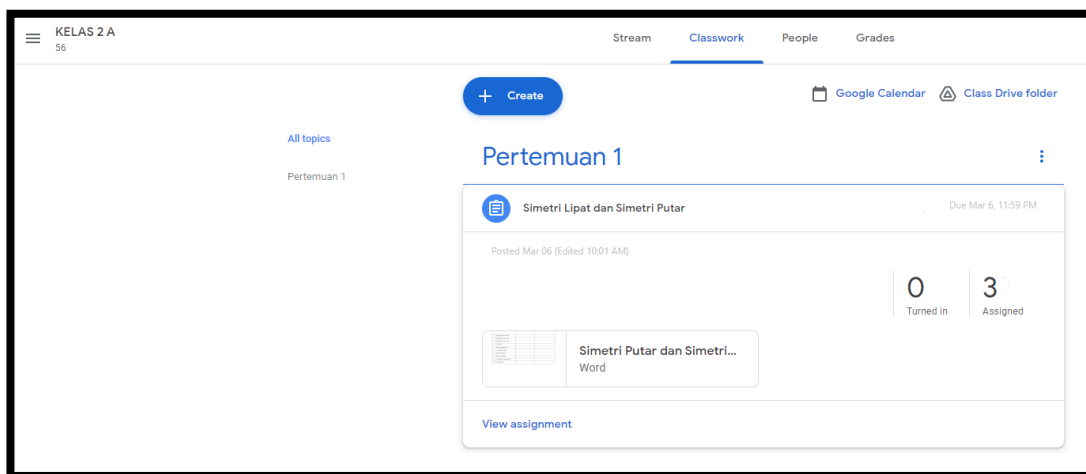 KELAS 2 A
56
Stream Classwork People Grades
Create
Google Calendar Class Drive folder
All topics
Pertemuan 1
Pertemuan 1
Simetri Lipat dan Simetri Putar
Due Mar 6, 11:59 PM
Posted Mar 06 (Edited 10:01 AM)
0 3
Turned in Assigned
Simetri Putar dan Simetri...
Word
View assignment